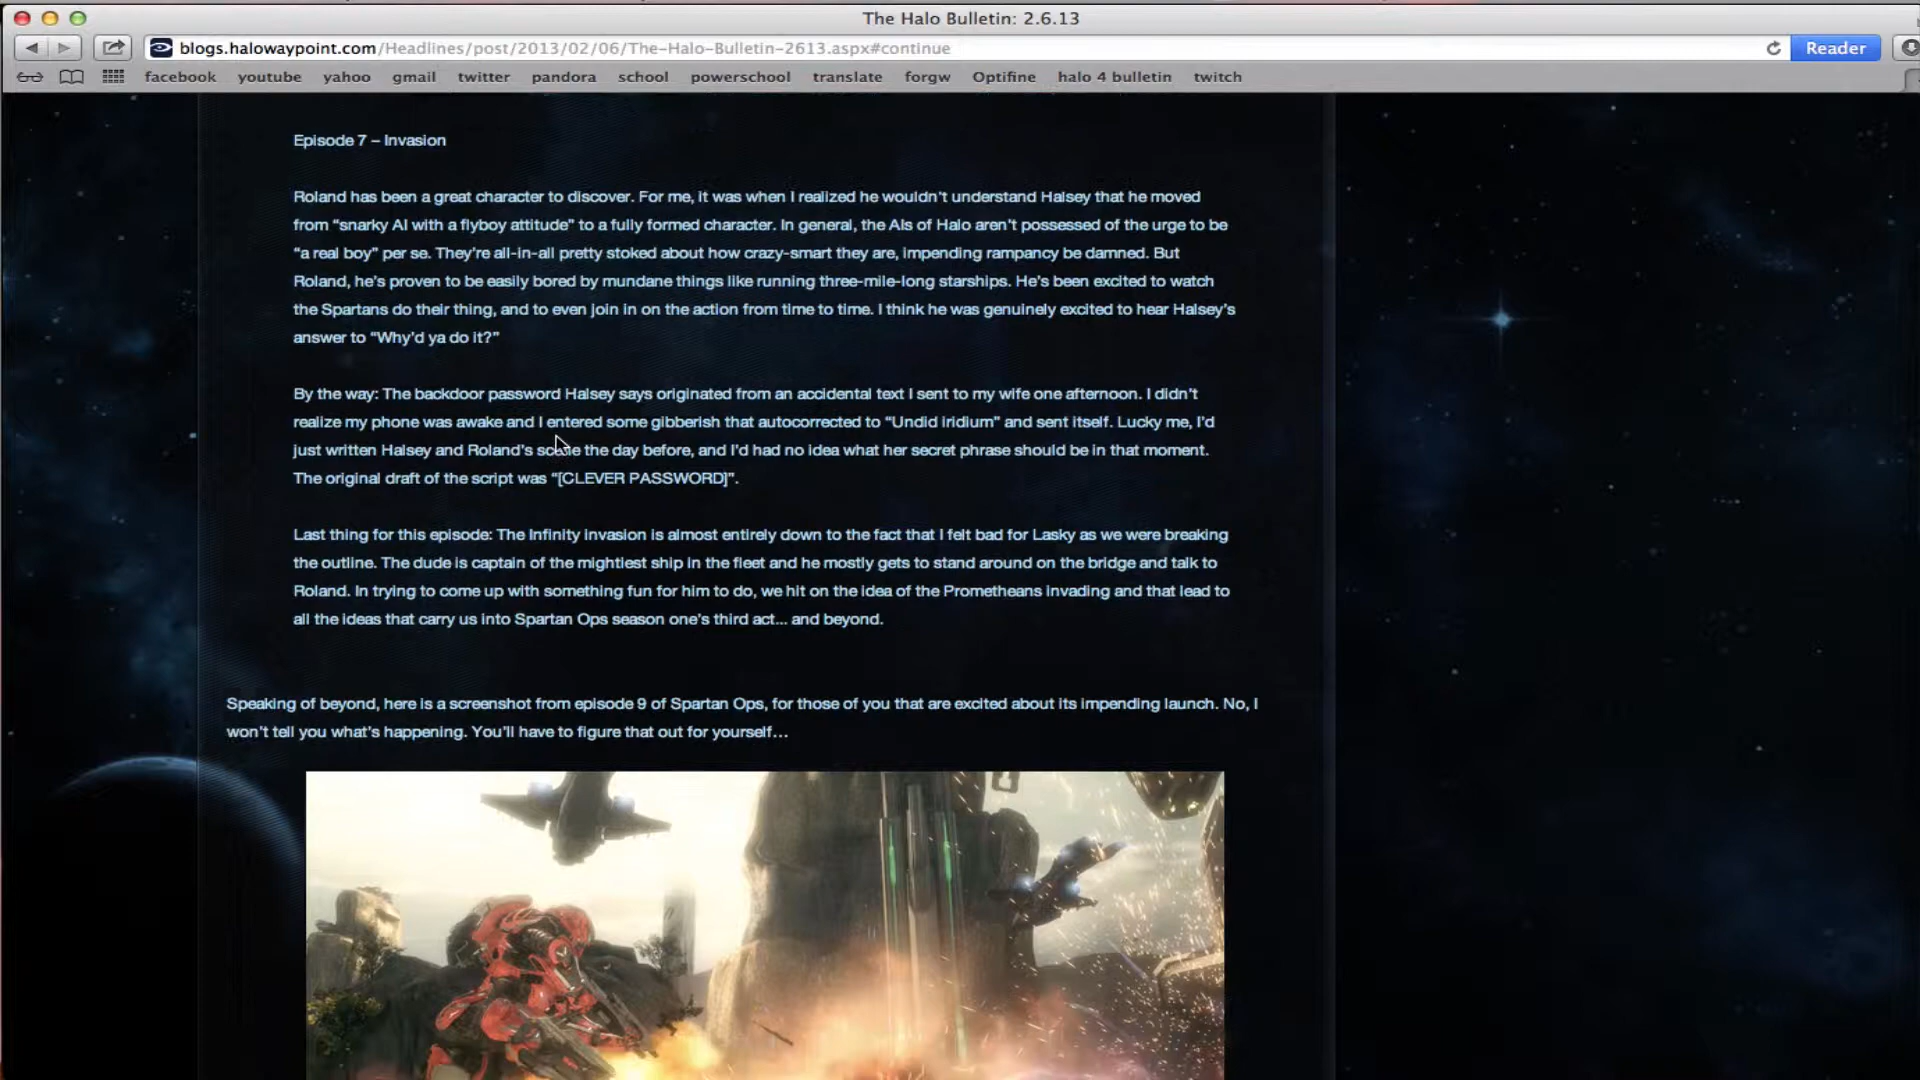 The Halo Bulletin: 2.6.13
blogs.halowaypoint.com/Headlines/post/2013/02/06/The-Halo-Bulletin-2613.aspx#continue
Reader
facebook youtube yahoo gmail twitter pandora school powerschool translate forgw Optifine halo 4 bulletin twitch
Episode 7 – Invasion
Roland has been a great character to discover. For me, it was when I realized he wouldn't understand Halsey that he moved
from “snarky AI with a flyboy attitude” to a fully formed character. In general, the AIs of Halo aren't possessed of the urge to be
“a real boy” per se. They're all-in-all pretty stoked about how crazy-smart they are, impending rampancy be damned. But
Roland, he's proven to be easily bored by mundane things like running three-mile-long starships. He's been excited to watch
the Spartans do their thing, and to even join in on the action from time to time. I think he was genuinely excited to hear Halsey's
answer to “Why'd ya do it?”
By the way: The backdoor password Halsey says originated from an accidental text I sent to my wife one afternoon. I didn't
realize my phone was awake and I entered some gibberish that autocorrected to “Undid iridium” and sent itself. Lucky me, I'd
just written Halsey and Roland's scene the day before, and I'd had no idea what her secret phrase should be in that moment.
The original draft of the script was “[CLEVER PASSWORD]”.
Last thing for this episode: The Infinity invasion is almost entirely down to the fact that I felt bad for Lasky as we were breaking
the outline. The dude is captain of the mightiest ship in the fleet and he mostly gets to stand around on the bridge and talk to
Roland. In trying to come up with something fun for him to do, we hit on the idea of the Prometheans invading and that lead to
all the ideas that carry us into Spartan Ops season one's third act... and beyond.
Speaking of beyond, here is a screenshot from episode 9 of Spartan Ops, for those of you that are excited about its impending launch. No, I
won't tell you what's happening. You'll have to figure that out for yourself…